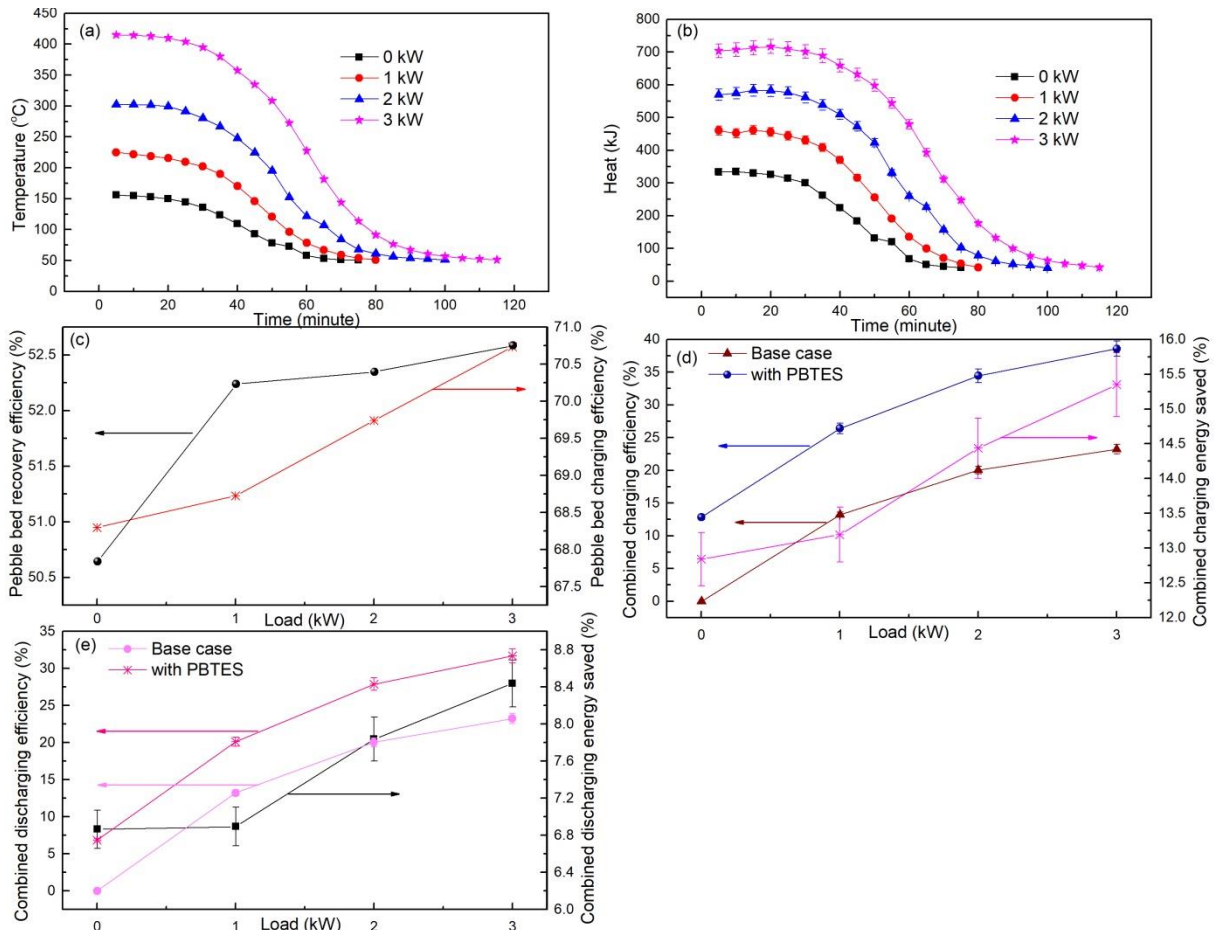 (a)
0 kW
1 kW
2 kW
3 kW
Temperature (°C)
450
400
350
300
250
200
150
100
50
0
0 20 40 60 80 100 120
Time (minute)
(b)
0 kW
1 kW
2 kW
3 kW
Heat (kJ)
800
700
600
500
400
300
200
100
0
0 20 40 60 80 100 120
Time (minute)
(c)
Pebble bed recovery efficiency (%)
52.5
52.0
51.5
51.0
50.5
71.0
70.5
70.0
69.5
69.0
68.5
68.0
67.5
Pebble bed charging efficiency (%)
0 1 2 3
Load (kW)
(d)
Base case
with PBTES
Combined charging efficiency (%)
40
35
30
25
20
15
10
5
0
16.0
15.5
15.0
14.5
14.0
13.5
13.0
12.5
12.0
Combined charging energy saved (%)
0 1 2 3
Load (kW)
(e)
Base case
with PBTES
Combined discharging efficiency (%)
35
30
25
20
15
10
5
0
8.8
8.4
8.0
7.6
7.2
6.8
6.4
6.0
Combined discharging energy saved (%)
0 1 2 3
Load (kW)